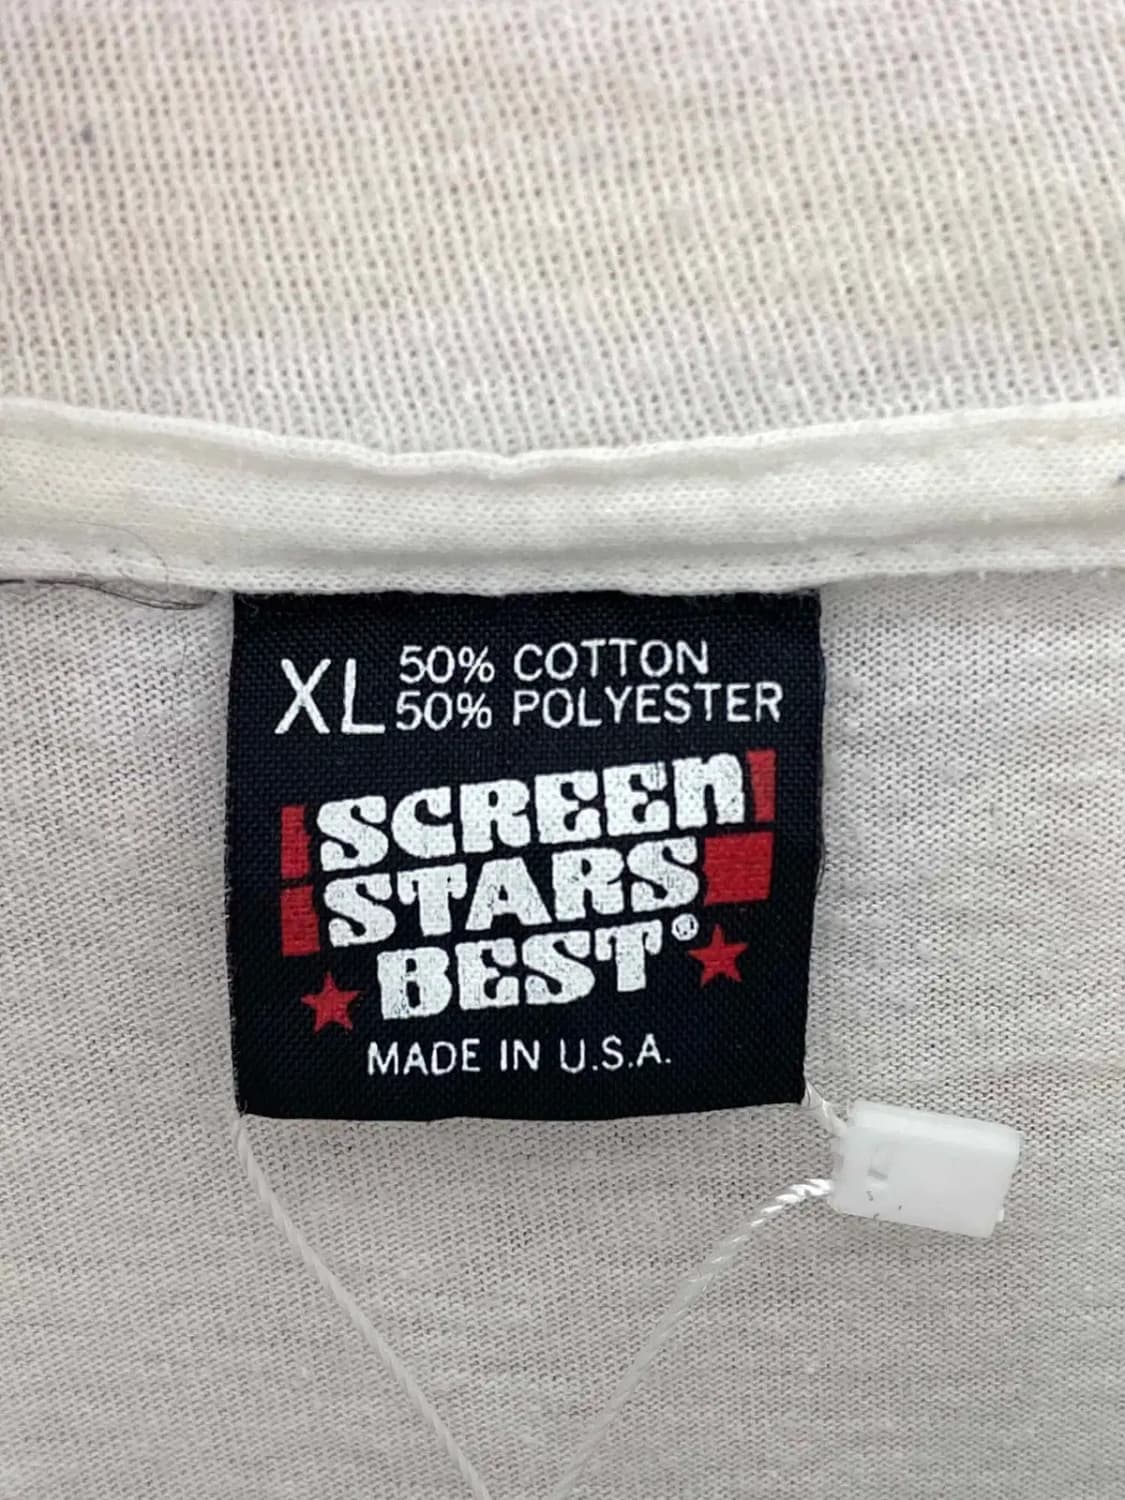 XL 50% COTTON
50% POLYESTER
SCREEN
STARS
BEST®
MADE IN U.S.A.